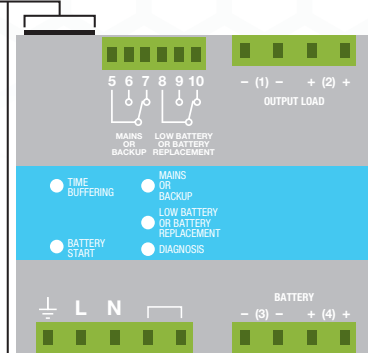 5 6 7 8 9 10
MAINS
OR
BACKUP
LOW BATTERY
OR BATTERY
REPLACEMENT
– (1) – + (2) +
OUTPUT LOAD
TIME
BUFFERING
BATTERY
START
MAINS
OR
BACKUP
LOW BATTERY
OR BATTERY
REPLACEMENT
DIAGNOSIS
L N
BATTERY
– (3) – + (4) +